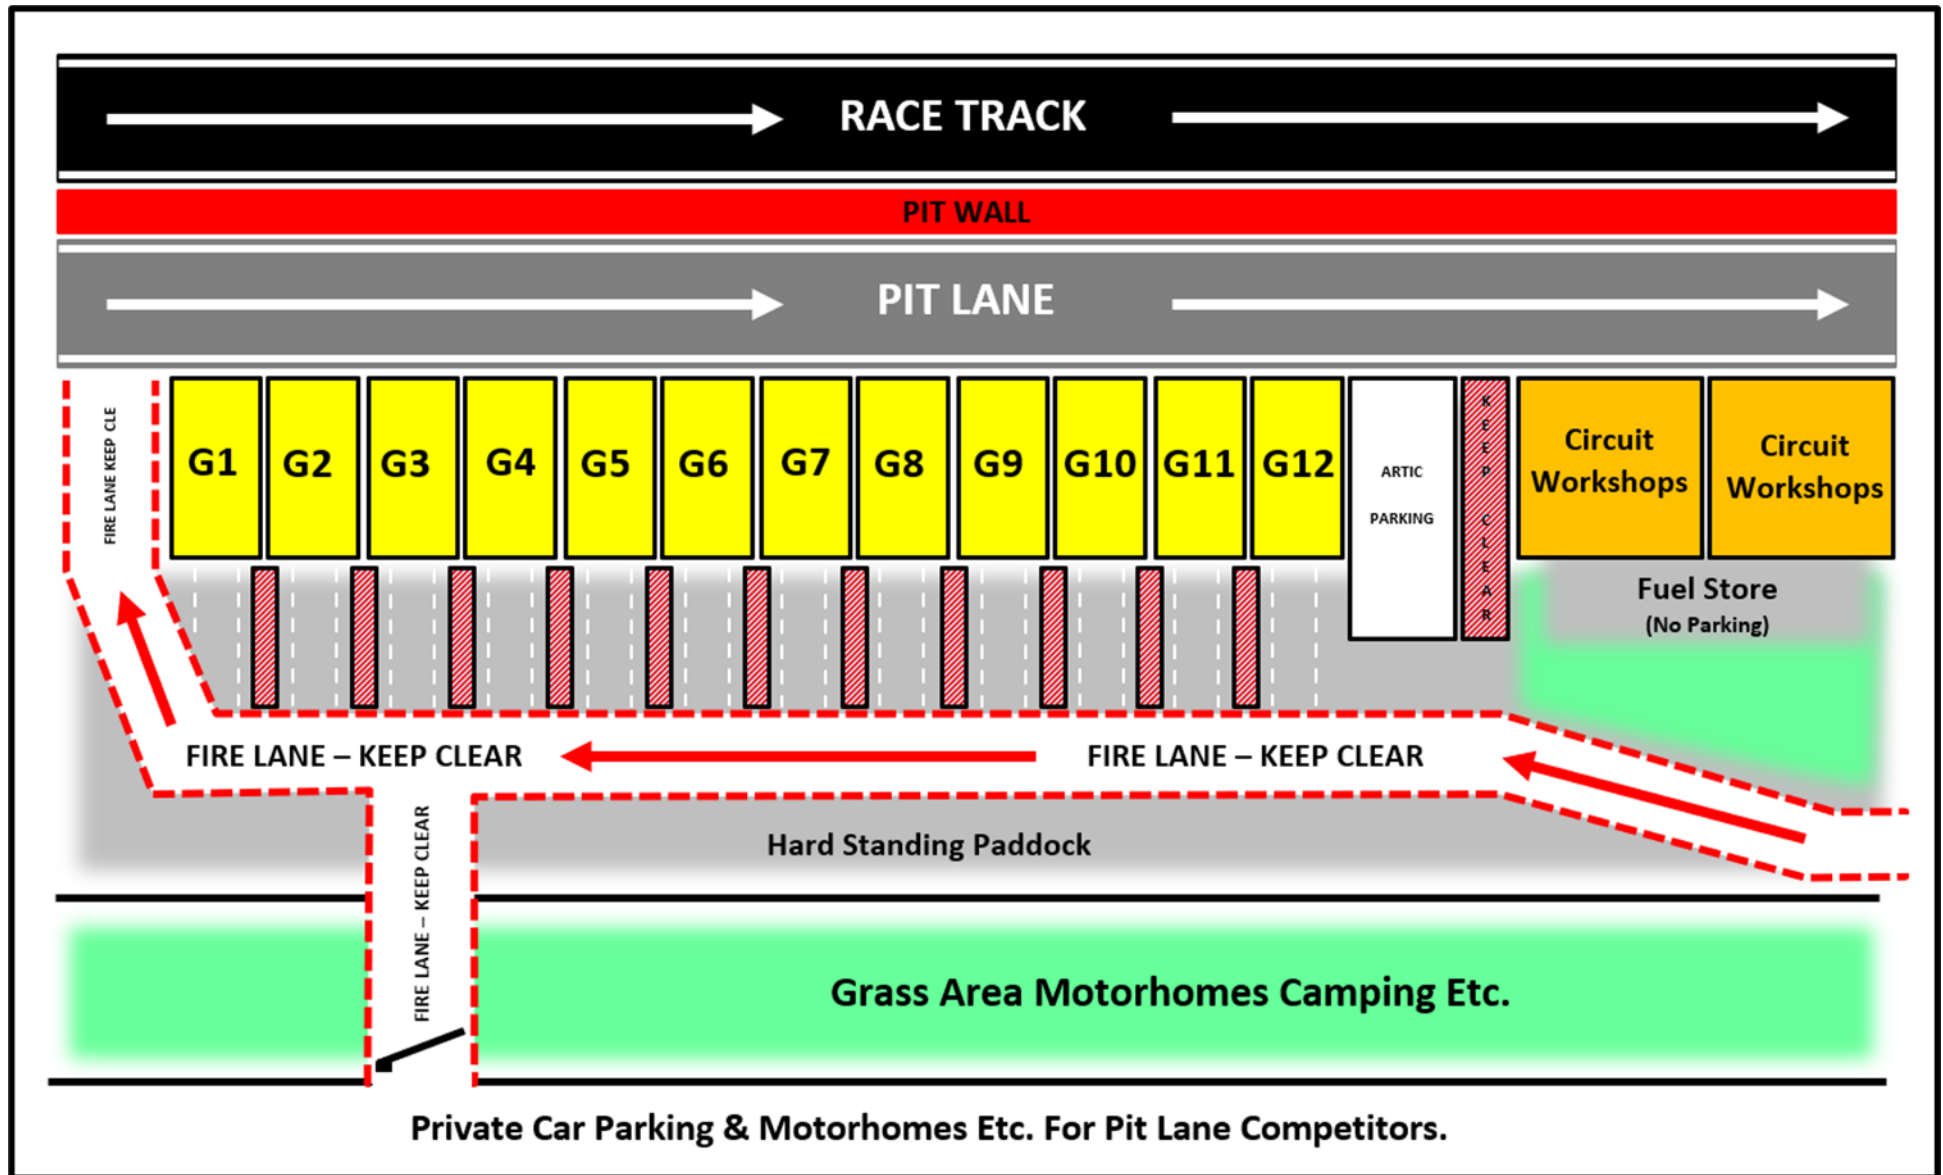 RACE TRACK
PIT WALL
PIT LANE
FIRE LANE KEEP CLE
G1
G2
G3
G4
G5
G6
G7
G8
G9
G10
G11
G12
ARTIC
PARKING
KEEP CLEAR
Circuit
Workshops
Circuit
Workshops
Fuel Store
(No Parking)
FIRE LANE – KEEP CLEAR
FIRE LANE – KEEP CLEAR
FIRE LANE – KEEP CLEAR
Hard Standing Paddock
Grass Area Motorhomes Camping Etc.
Private Car Parking & Motorhomes Etc. For Pit Lane Competitors.